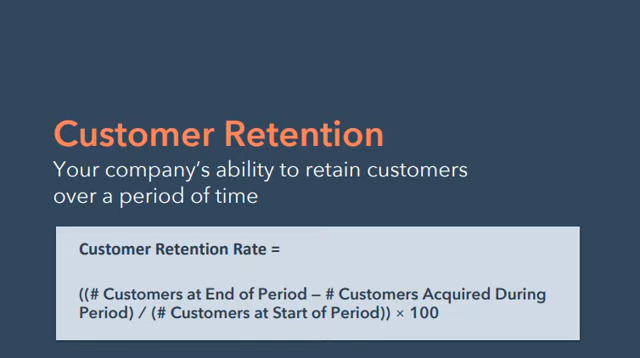 Customer Retention
Your company’s ability to retain customers
over a period of time
Customer Retention Rate =
((# Customers at End of Period – # Customers Acquired During
Period) / (# Customers at Start of Period)) × 100